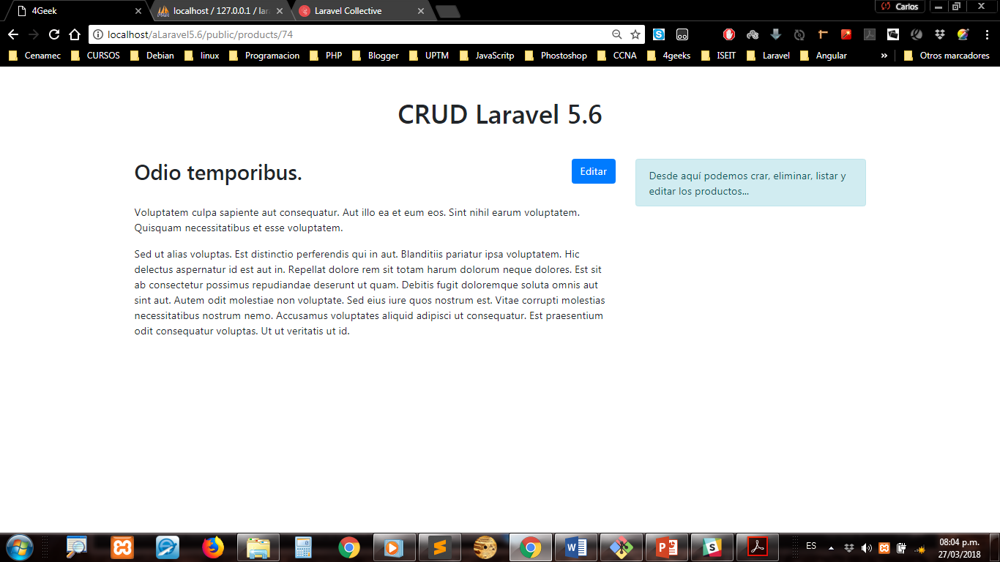 4Geek
localhost / 127.0.0.1 / lar
Laravel Collective
Carlos
localhost/aLaravel5.6/public/products/74
Cenamec CURSOS Debian linux Programacion PHP Blogger UPTM JavaScritp Phostoshop CCNA 4geeks ISEIT Laravel Angular » Otros marcadores
CRUD Laravel 5.6
Odio temporibus.
Editar
Desde aquí podemos crar, eliminar, listar y
editar los productos...
Voluptatem culpa sapiente aut consequatur. Aut illo ea et eum eos. Sint nihil earum voluptatem.
Quisquam necessitatibus et esse voluptatem.
Sed ut alias voluptas. Est distinctio perferendis qui in aut. Blanditiis pariatur ipsa voluptatem. Hic
delectus aspernatur id est aut in. Repellat dolore rem sit totam harum dolorum neque dolores. Est sit
ab consectetur possimus repudiandae deserunt ut quam. Debitis fugit doloremque soluta omnis aut
sint aut. Autem odit molestiae non voluptate. Sed eius iure quos nostrum est. Vitae corrupti molestias
necessitatibus nostrum nemo. Accusamus voluptates aliquid adipisci ut consequatur. Est praesentium
odit consequatur voluptas. Ut ut veritatis ut id.
ES
08:04 p.m.
27/03/2018